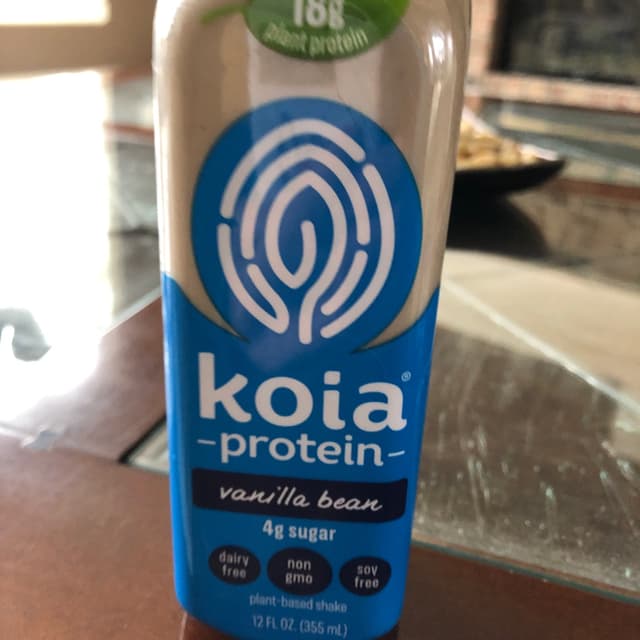 18g
plant protein
koia®
-protein-
vanilla bean
4g sugar
dairy
free
non
gmo
soy
free
plant-based shake
12 FL OZ. (355 mL)